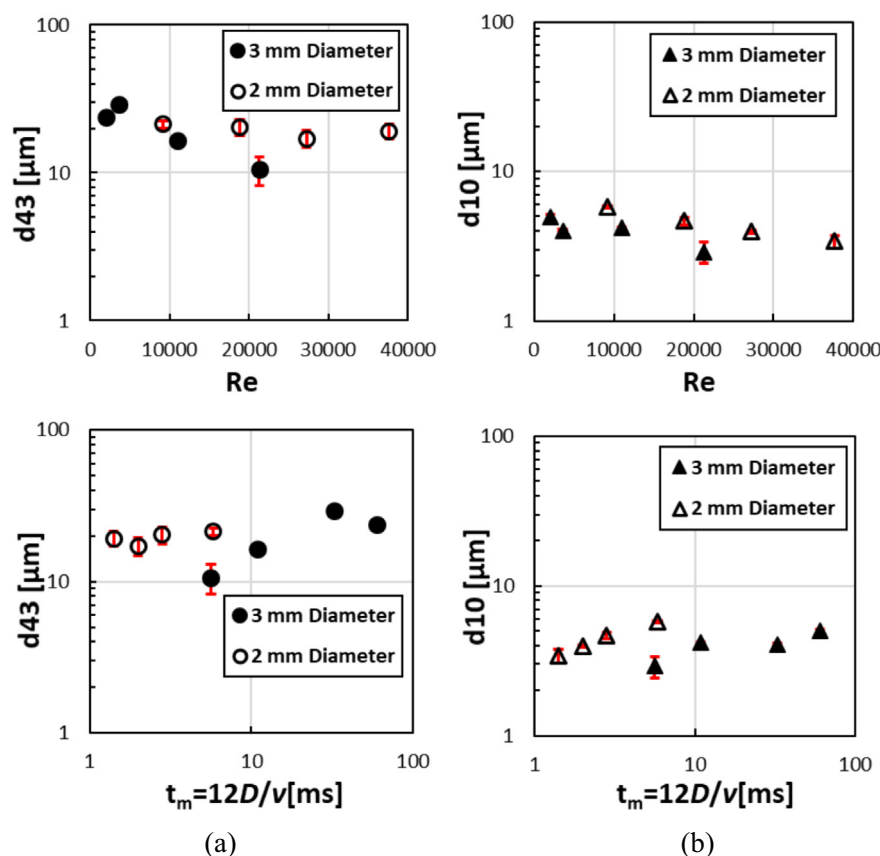 100
10
1
d43 [µm]
0 10000 20000 30000 40000
Re
3 mm Diameter
2 mm Diameter
100
10
1
d10 [µm]
0 10000 20000 30000 40000
Re
3 mm Diameter
2 mm Diameter
100
10
1
d43 [µm]
1 10 100
tm=12D/v[ms]
3 mm Diameter
2 mm Diameter
100
10
1
d10 [µm]
1 10 100
tm=12D/v[ms]
3 mm Diameter
2 mm Diameter
(a)
(b)